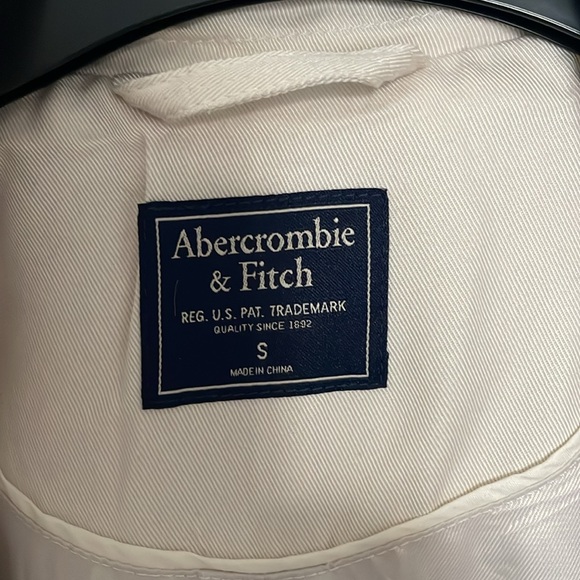 Abercrombie
& Fitch
REG. U.S. PAT. TRADEMARK
QUALITY SINCE 1892
S
MADE IN CHINA